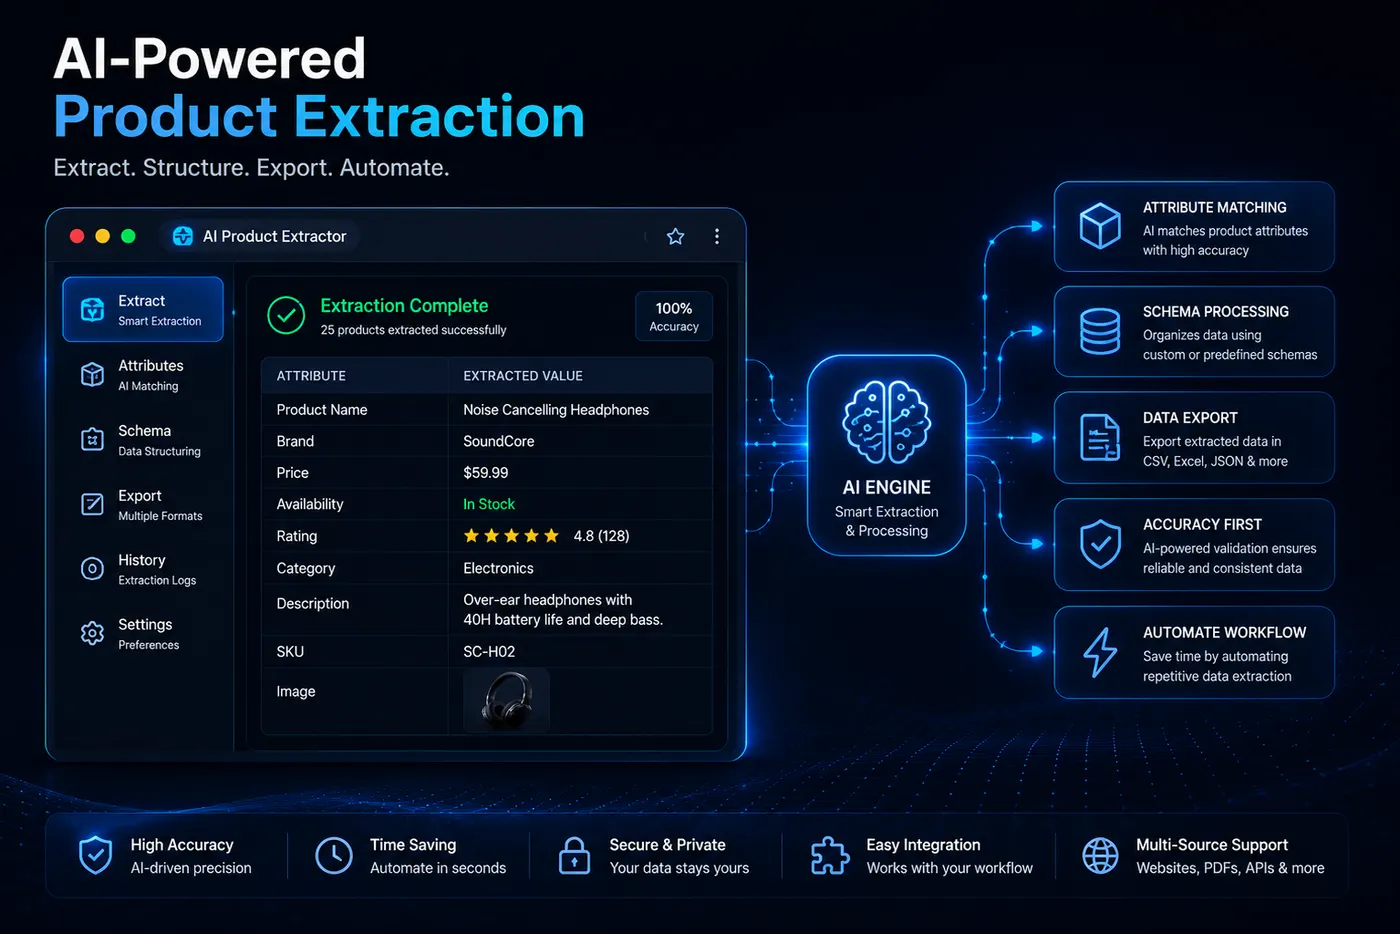 AI-Powered
Product Extraction
Extract. Structure. Export. Automate.
AI Product Extractor
Extract
Smart Extraction
Attributes
AI Matching
Schema
Data Structuring
Export
Multiple Formats
History
Extraction Logs
Settings
Preferences
Extraction Complete
25 products extracted successfully
100%
Accuracy
ATTRIBUTE EXTRACTED VALUE
Product Name Noise Cancelling Headphones
Brand SoundCore
Price $59.99
Availability In Stock
Rating 4.8 (128)
Category Electronics
Description Over-ear headphones with
40H battery life and deep bass.
SKU SC-H02
Image
AI ENGINE
Smart Extraction
& Processing
ATTRIBUTE MATCHING
AI matches product attributes
with high accuracy
SCHEMA PROCESSING
Organizes data using
custom or predefined schemas
DATA EXPORT
Export extracted data in
CSV, Excel, JSON & more
ACCURACY FIRST
AI-powered validation ensures
reliable and consistent data
AUTOMATE WORKFLOW
Save time by automating
repetitive data extraction
High Accuracy
AI-driven precision
Time Saving
Automate in seconds
Secure & Private
Your data stays yours
Easy Integration
Works with your workflow
Multi-Source Support
Websites, PDFs, APIs & more